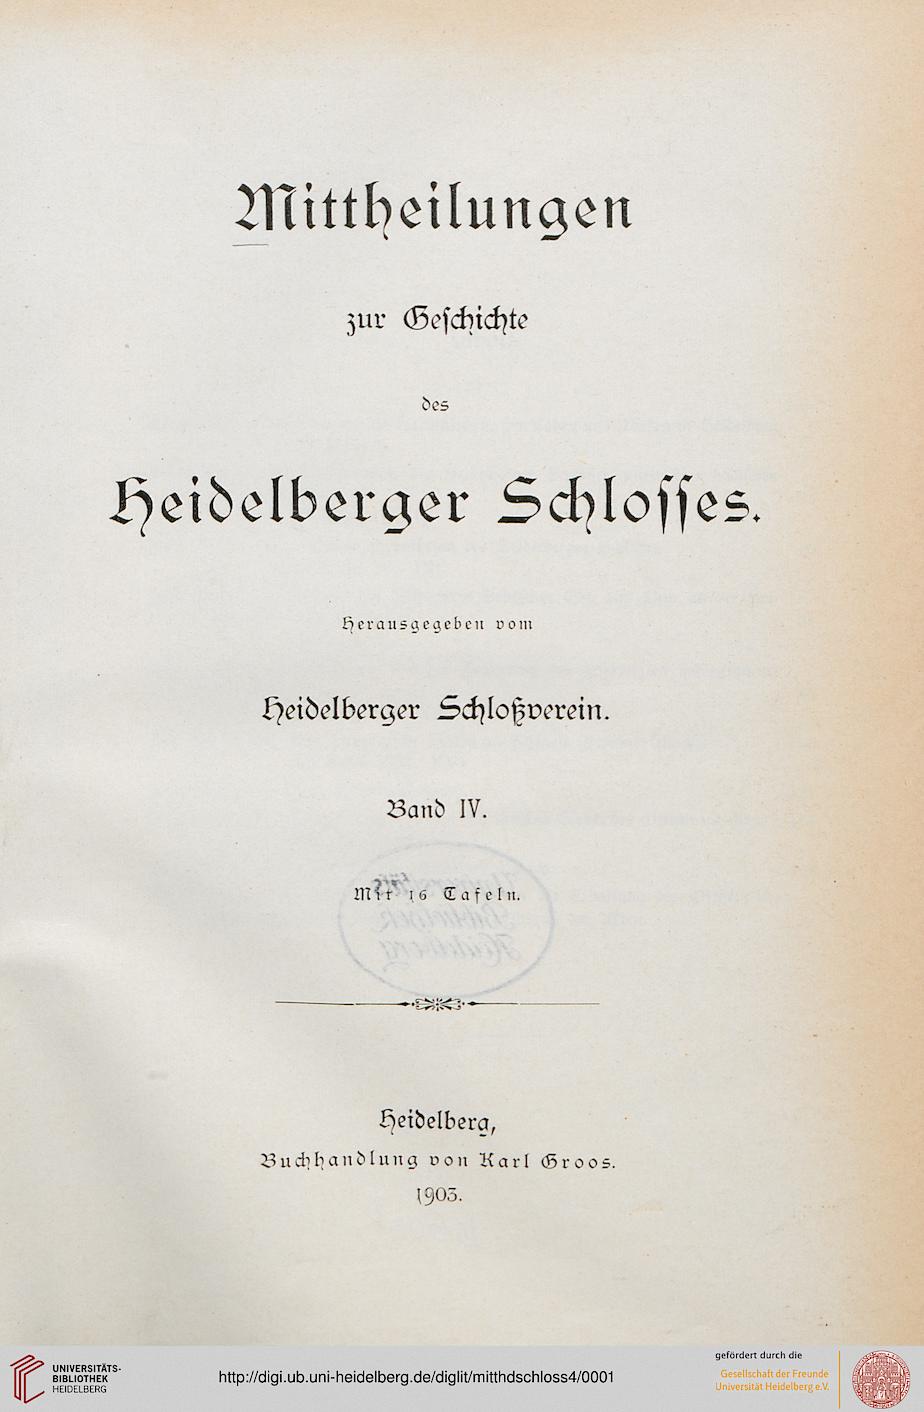 Mittheilungen
zur Geschichte
des
Heidelberger Schlosses.
Herausgegeben vom
Heidelberger Schloßverein.
Band IV.
Mit 16 Tafeln.
Heidelberg,
Buchhandlung von Karl Groos.
1903.
UNIVERSITÄTS-
BIBLIOTHEK
HEIDELBERG
http://digi.ub.uni-heidelberg.de/diglit/mitthdschloss4/0001
gefördert durch die
Gesellschaft der Freunde
Universität Heidelberg e.V.